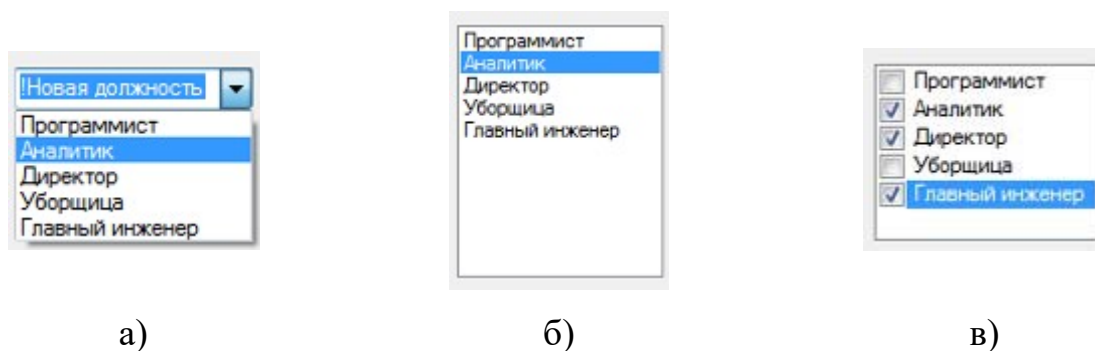 !Новая должность
Программист
Аналитик
Директор
Уборщица
Главный инженер
Программист
Аналитик
Директор
Уборщица
Главный инженер
Программист
Аналитик
Директор
Уборщица
Главный инженер
а)
б)
в)